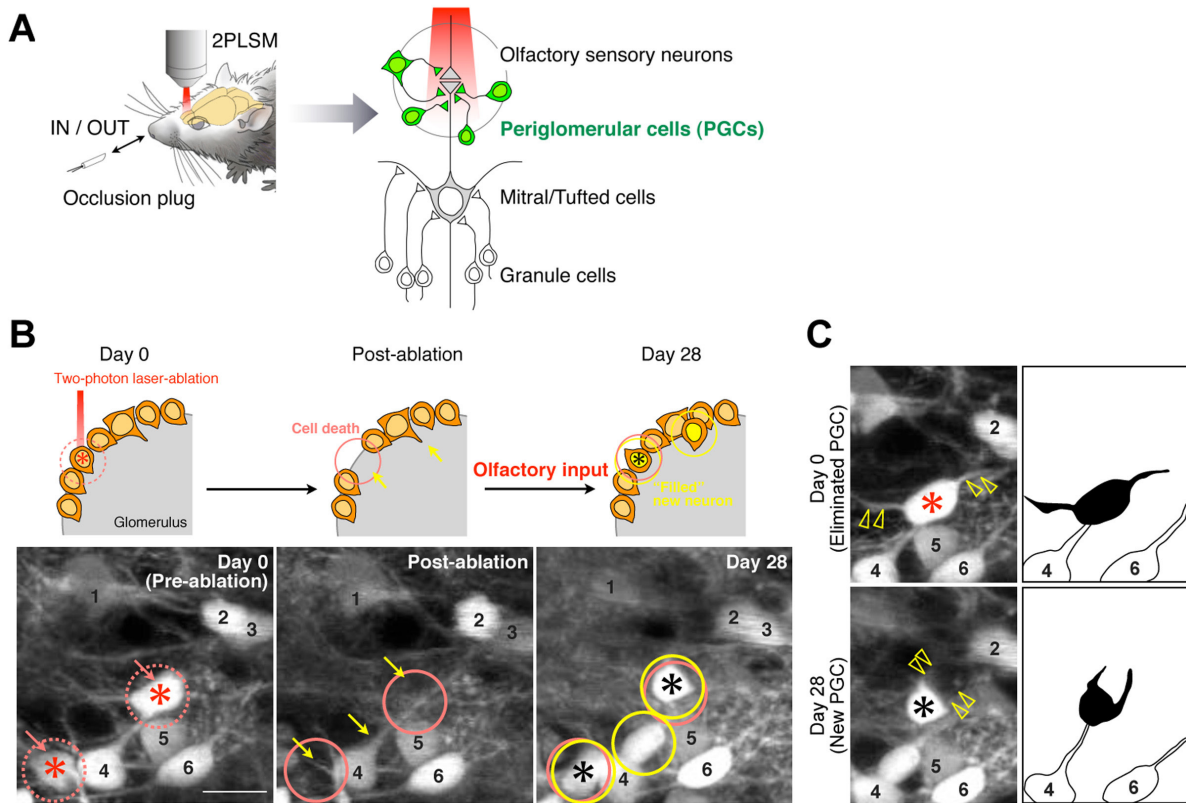 A
2PLSM
IN / OUT
Occlusion plug
Olfactory sensory neurons
Periglomerular cells (PGCs)
Mitral/Tufted cells
Granule cells
B
Day 0
Post-ablation
Day 28
Two-photon laser-ablation
*
Glomerulus
Cell death
Olfactory input
*
"Filled"
new neuron
Day 0
(Pre-ablation)
1
2
3
*
5
*
4
6
Post-ablation
1
2
3
5
4
6
Day 28
1
2
3
*
5
*
4
6
C
Day 0
(Eliminated PGC)
2
*
5
4
6
4
6
Day 28
(New PGC)
2
*
5
4
6
4
6